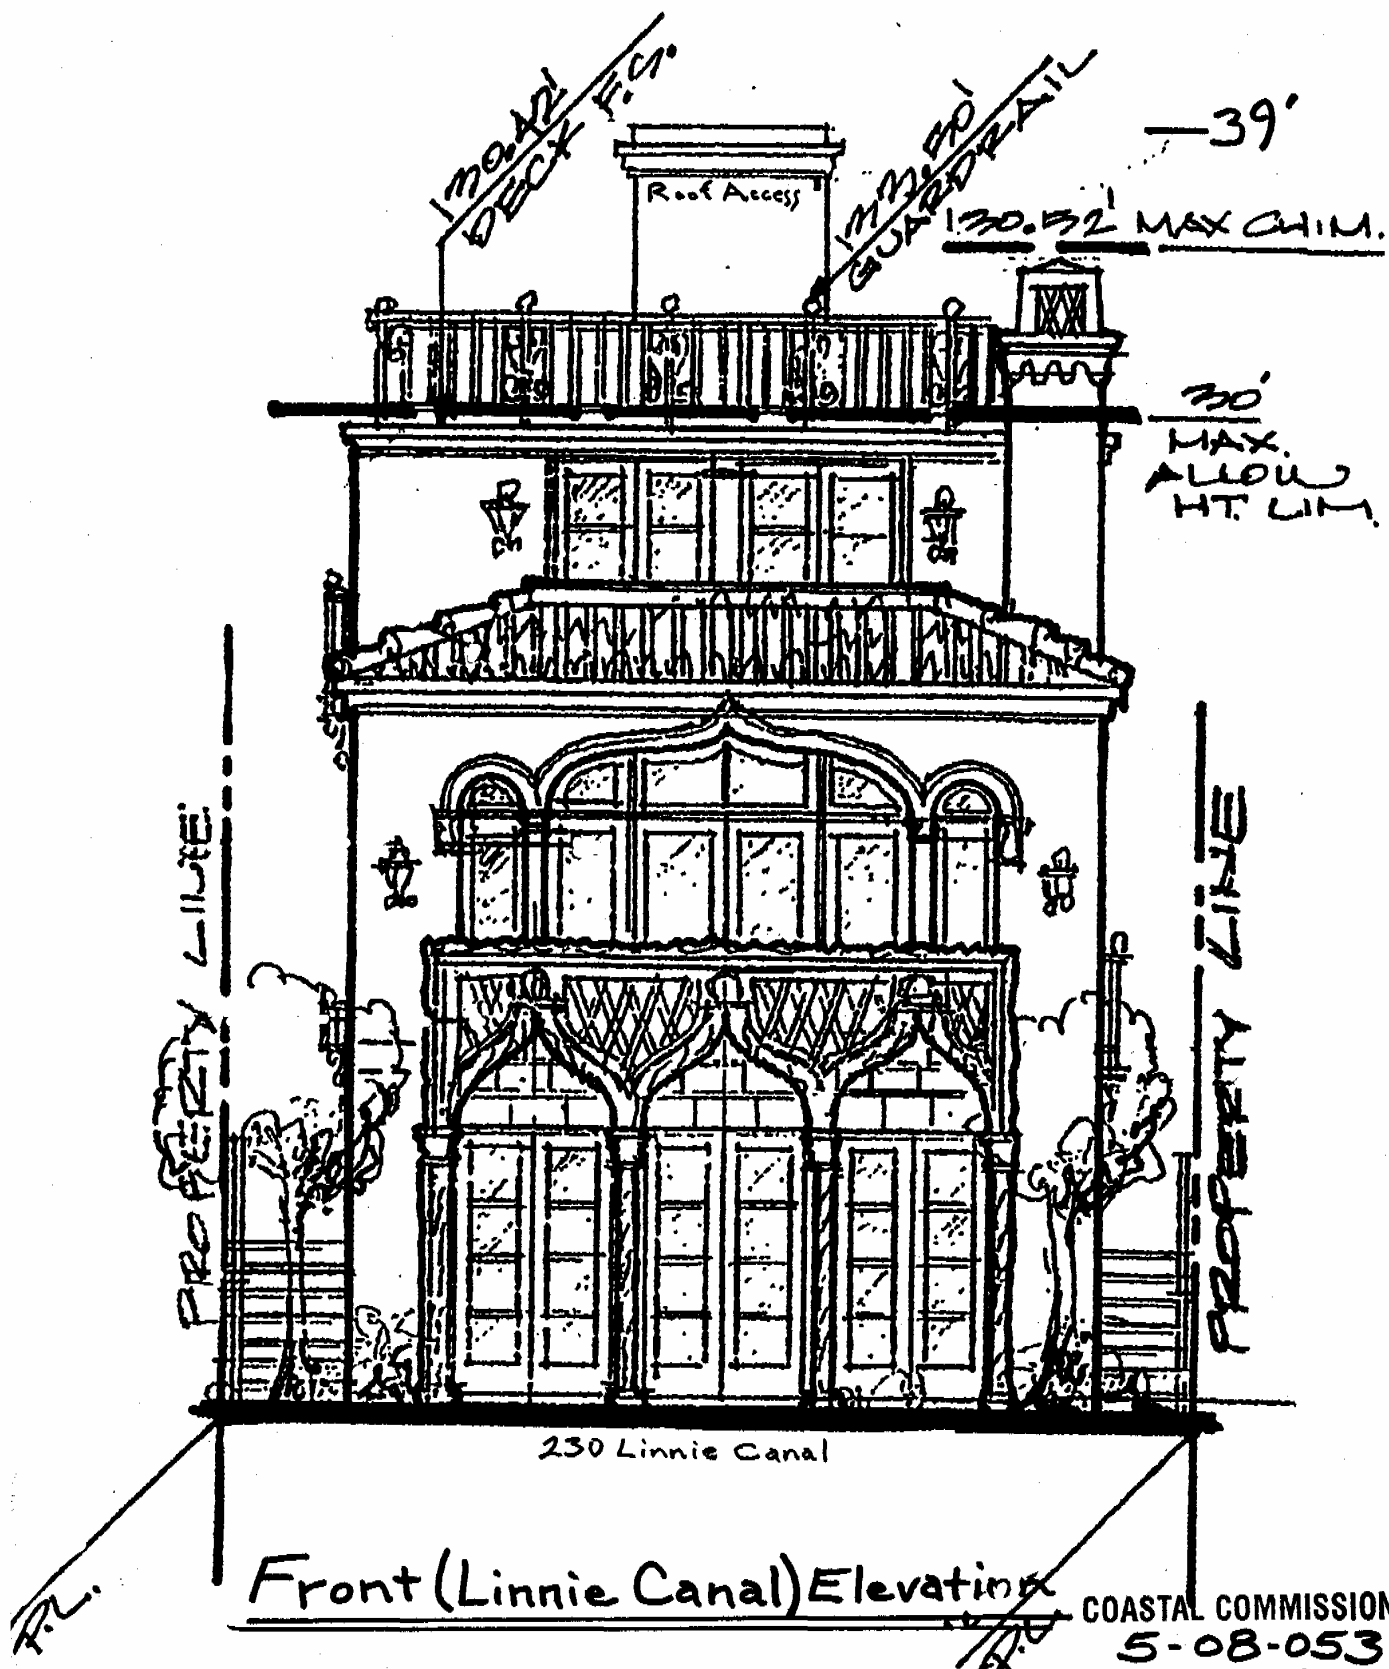 130.42'
DECK F.S.
133.50'
GUARDRAIL
39'
Roof Access
130.52' MAX CHIM.
30'
MAX.
ALLOW
HT. LIM.
PROPERTY LINE
PROPERTY LINE
230 Linnie Canal
Front (Linnie Canal) Elevation
P.L.
P.L.
COASTAL COMMISSION
5-08-053